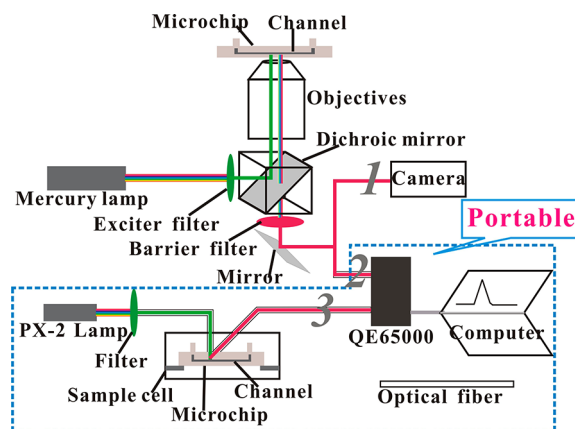 Microchip
Channel
Objectives
Dichroic mirror
Mercury lamp
Exciter filter
Barrier filter
Mirror
1
Camera
Portable
2
3
QE65000
Computer
PX-2 Lamp
Filter
Sample cell
Channel
Microchip
Optical fiber